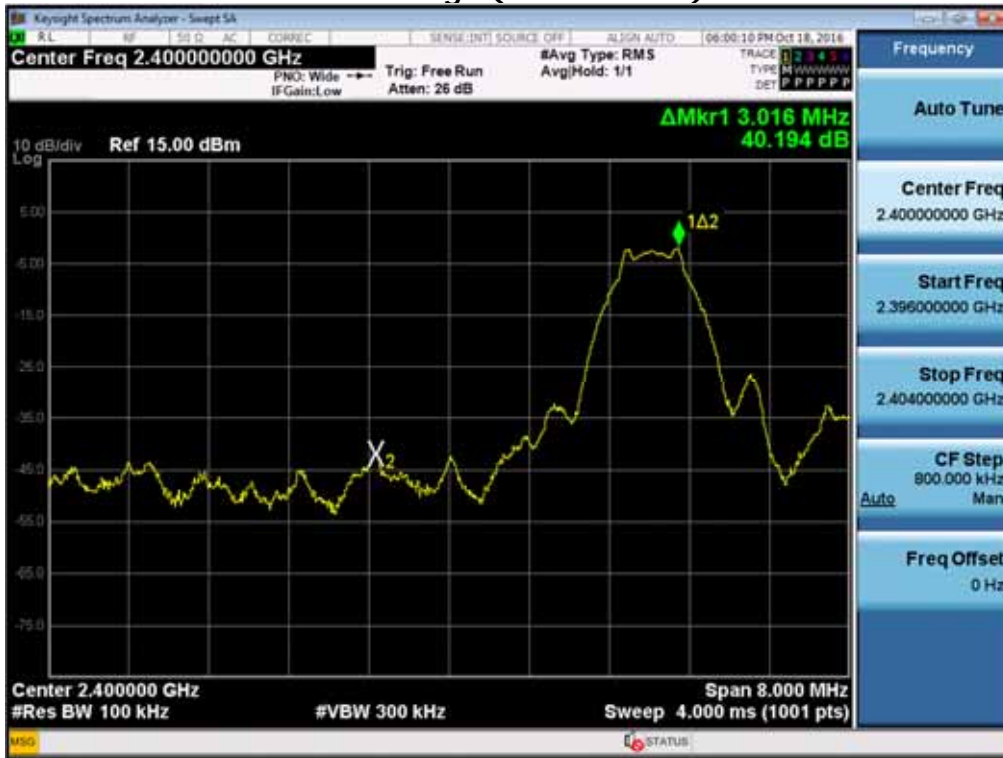 Keysight Spectrum Analyzer - Swept SA
RL RF 50 Ω AC CORREC SENSE:INT SOURCE OFF ALIGN AUTO 06:00:10 PM Oct 18, 2016
Center Freq 2.400000000 GHz
PNO: Wide
IFGain:Low
Trig: Free Run
Atten: 26 dB
#Avg Type: RMS
Avg|Hold: 1/1
TRACE 1 2 3 4 5 6
TYPE M WWWWW
DET P P P P P P
ΔMkr1 3.016 MHz
40.194 dB
10 dB/div Ref 15.00 dBm
Log
5.00
-5.00
-15.0
-25.0
-35.0
-45.0
-55.0
-65.0
-75.0
1Δ2
X2
Center 2.400000 GHz Span 8.000 MHz
#Res BW 100 kHz #VBW 300 kHz Sweep 4.000 ms (1001 pts)
MSG STATUS
Frequency
Auto Tune
Center Freq
2.400000000 GHz
Start Freq
2.396000000 GHz
Stop Freq
2.404000000 GHz
CF Step
800.000 kHz
Auto Man
Freq Offset
0 Hz